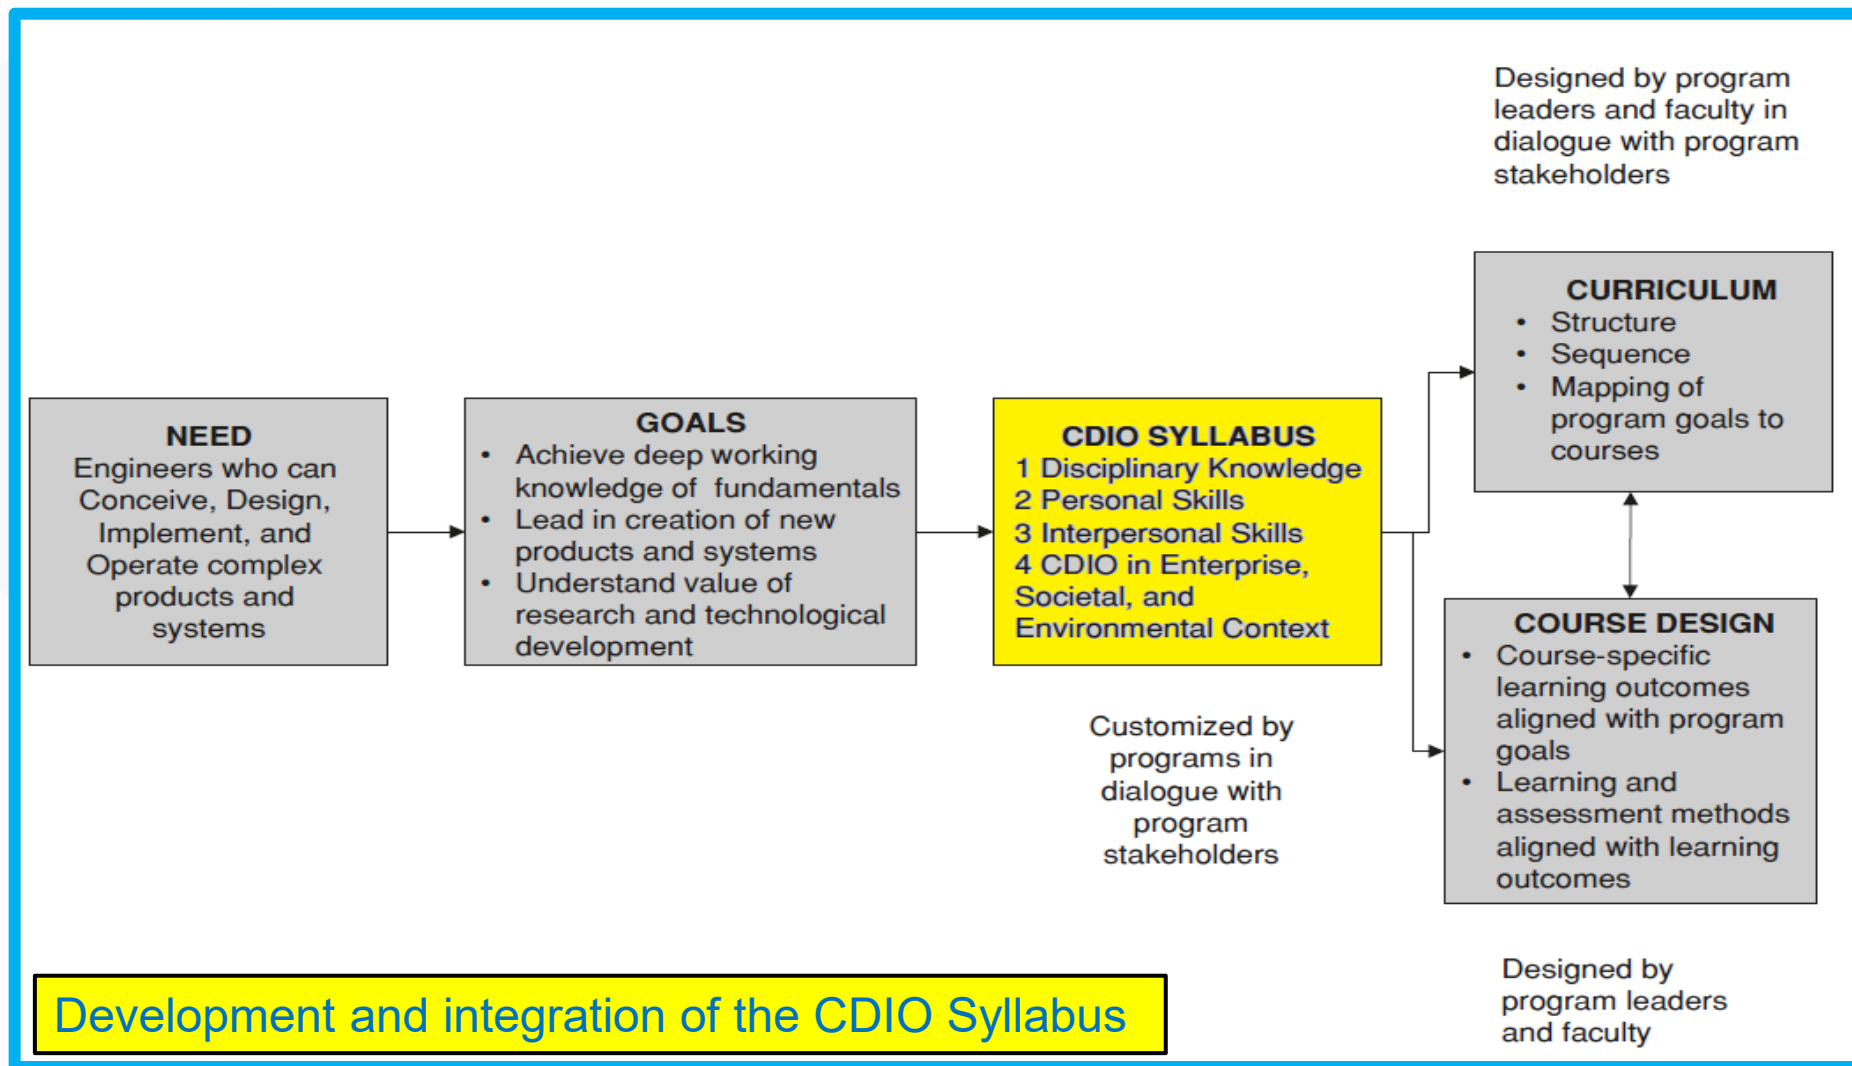 Designed by program
leaders and faculty in
dialogue with program
stakeholders
NEED
Engineers who can
Conceive, Design,
Implement, and
Operate complex
products and
systems
GOALS
• Achieve deep working
knowledge of fundamentals
• Lead in creation of new
products and systems
• Understand value of
research and technological
development
CDIO SYLLABUS
1 Disciplinary Knowledge
2 Personal Skills
3 Interpersonal Skills
4 CDIO in Enterprise,
Societal, and
Environmental Context
Customized by
programs in
dialogue with
program
stakeholders
CURRICULUM
• Structure
• Sequence
• Mapping of
program goals to
courses
COURSE DESIGN
• Course-specific
learning outcomes
aligned with program
goals
• Learning and
assessment methods
aligned with learning
outcomes
Designed by
program leaders
and faculty
Development and integration of the CDIO Syllabus